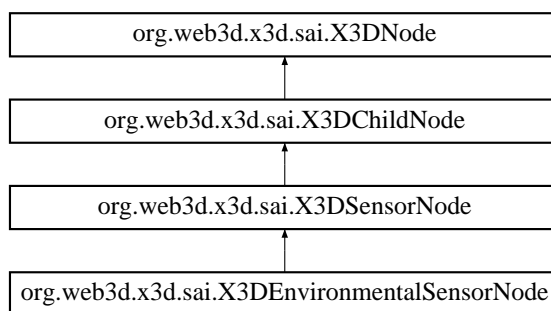 org.web3d.x3d.sai.X3DNode
org.web3d.x3d.sai.X3DChildNode
org.web3d.x3d.sai.X3DSensorNode
org.web3d.x3d.sai.X3DEnvironmentalSensorNode